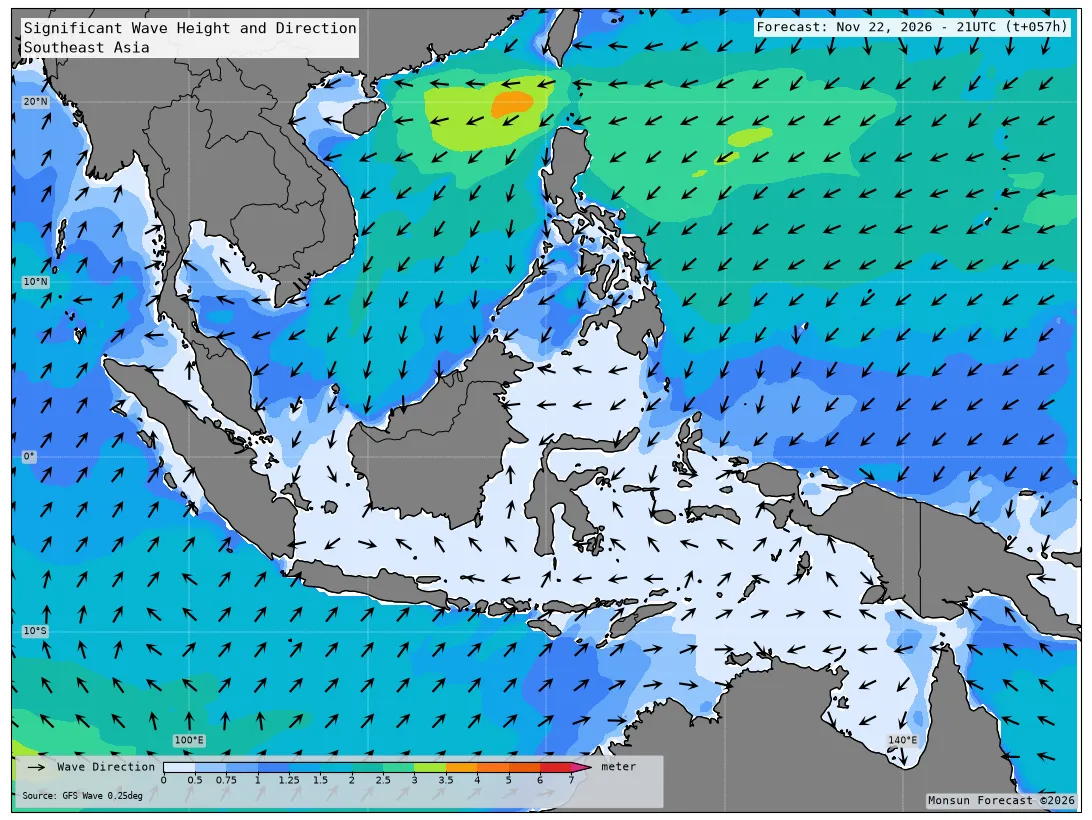 Significant Wave Height and Direction
Southeast Asia
Forecast: Nov 22, 2026 - 21UTC (t+057h)
20°N
10°N
0°
10°S
100°E
140°E
Wave Direction
meter
0 0.5 0.75 1 1.25 1.5 2 2.5 3 3.5 4 5 6 7
Source: GFS Wave 0.25deg
Monsun Forecast ©2026